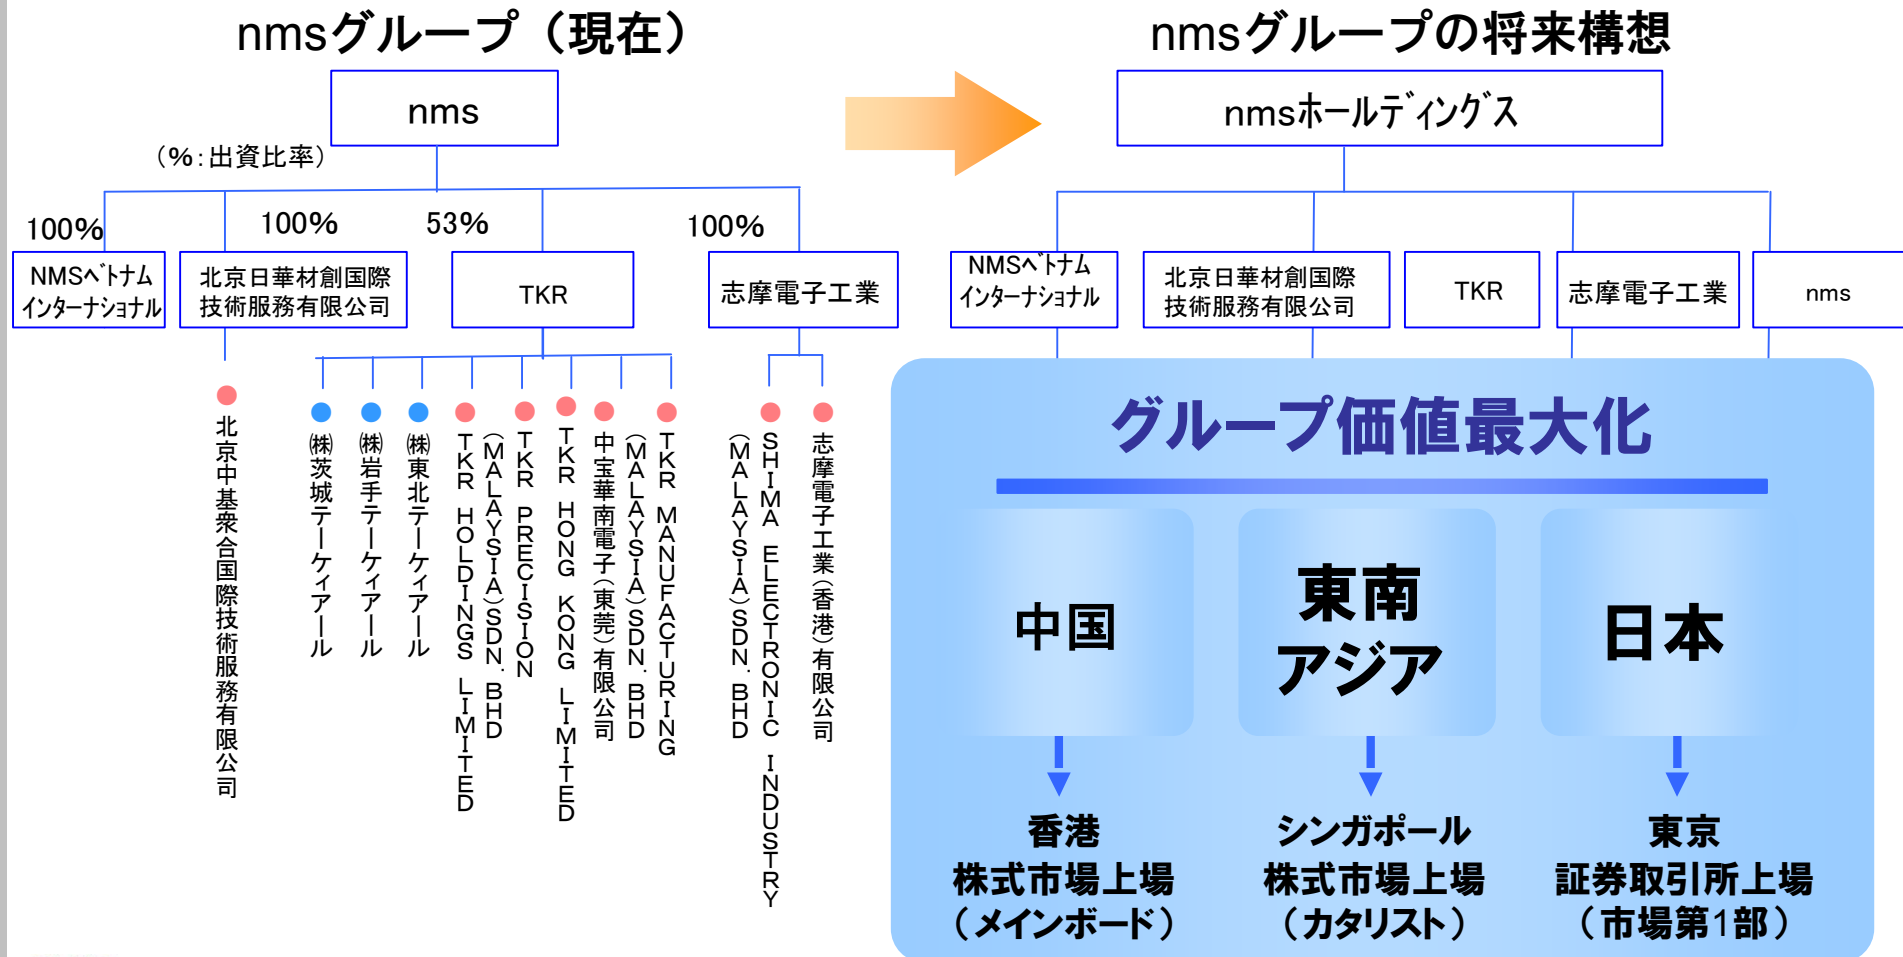 nmsグループ（現在）
nms
（％：出資比率）
100%
100%
53%
100%
NMSベトナム
インターナショナル
北京日華材創国際
技術服務有限公司
TKR
志摩電子工業
北京中基衆合国際技術服務有限公司
㈱茨城テーケィアール
㈱岩手テーケィアール
㈱東北テーケィアール
TKR HOLDINGS LIMITED
TKR PRECISION
(MALAYSIA)SDN. BHD
TKR HONG KONG LIMITED
中宝華南電子(東莞)有限公司
TKR MANUFACTURING
(MALAYSIA)SDN. BHD
SHIMA ELECTRONIC INDUSTRY
(MALAYSIA)SDN. BHD
志摩電子工業(香港)有限公司
nmsグループの将来構想
nmsホールディングス
NMSベトナム
インターナショナル
北京日華材創国際
技術服務有限公司
TKR
志摩電子工業
nms
グループ価値最大化
中国
東南
アジア
日本
香港
株式市場上場
（メインボード）
シンガポール
株式市場上場
（カタリスト）
東京
証券取引所上場
（市場第1部）